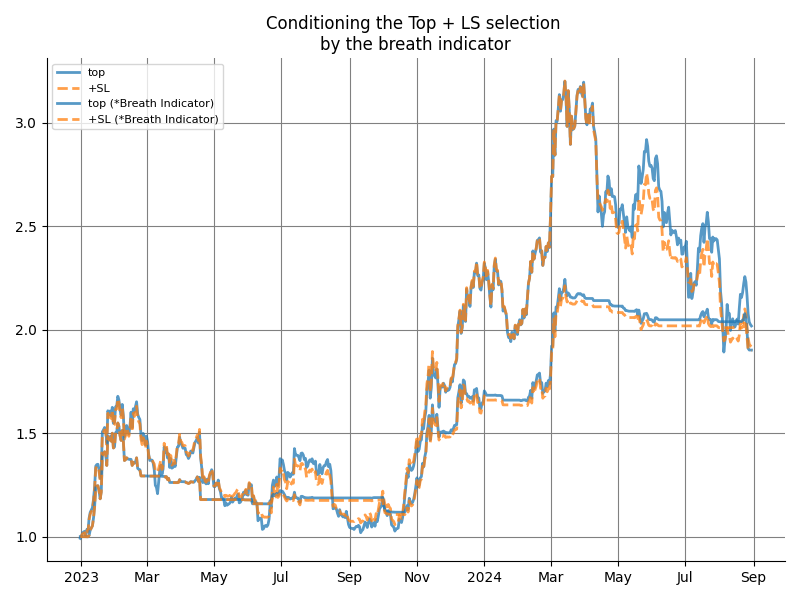 Conditioning the Top + LS selection
by the breath indicator
top
+SL
top (*Breath Indicator)
+SL (*Breath Indicator)
3.0
2.5
2.0
1.5
1.0
2023 Mar May Jul Sep Nov 2024 Mar May Jul Sep